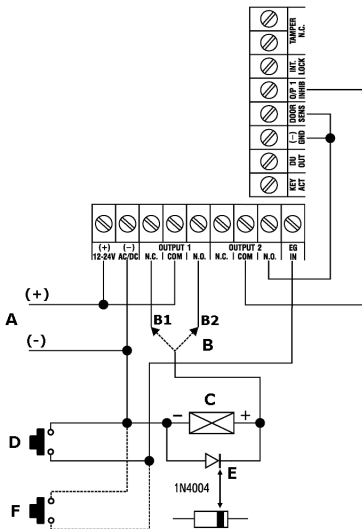 TAMPER
N.C.
INT.
LOCK
O/P 1
INHIB
DOOR
SENS
(–)
GND
DU
OUT
KEY
ACT
(+)
12-24V
(–)
AC/DC
OUTPUT 1
N.C.
COM
N.O.
OUTPUT 2
N.C.
COM
N.O.
EG
IN
(+)
A
(-)
B1
B2
B
C
–
+
D
E
1N4004
F